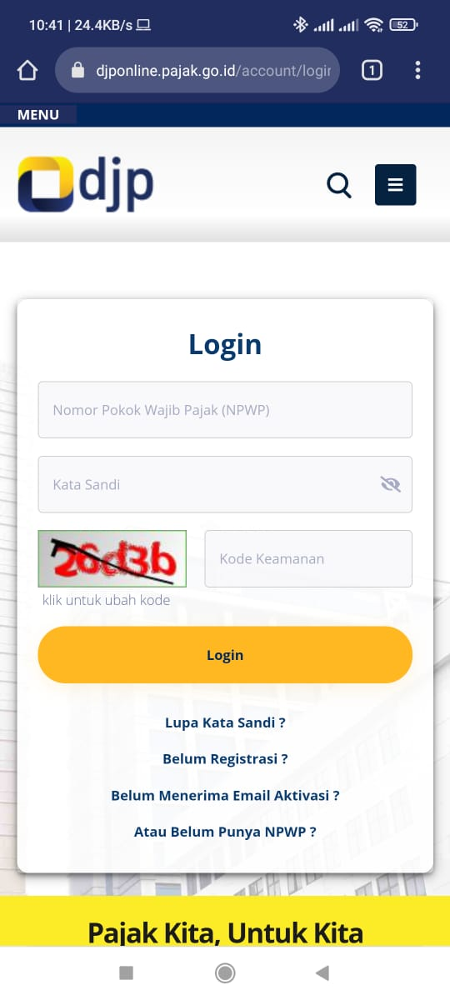 10:41 | 24.4KB/s
52
djponline.pajak.go.id/account/login
1
MENU
djp
Login
Nomor Pokok Wajib Pajak (NPWP)
Kata Sandi
26d3b
Kode Keamanan
klik untuk ubah kode
Login
Lupa Kata Sandi ?
Belum Registrasi ?
Belum Menerima Email Aktivasi ?
Atau Belum Punya NPWP ?
Pajak Kita, Untuk Kita